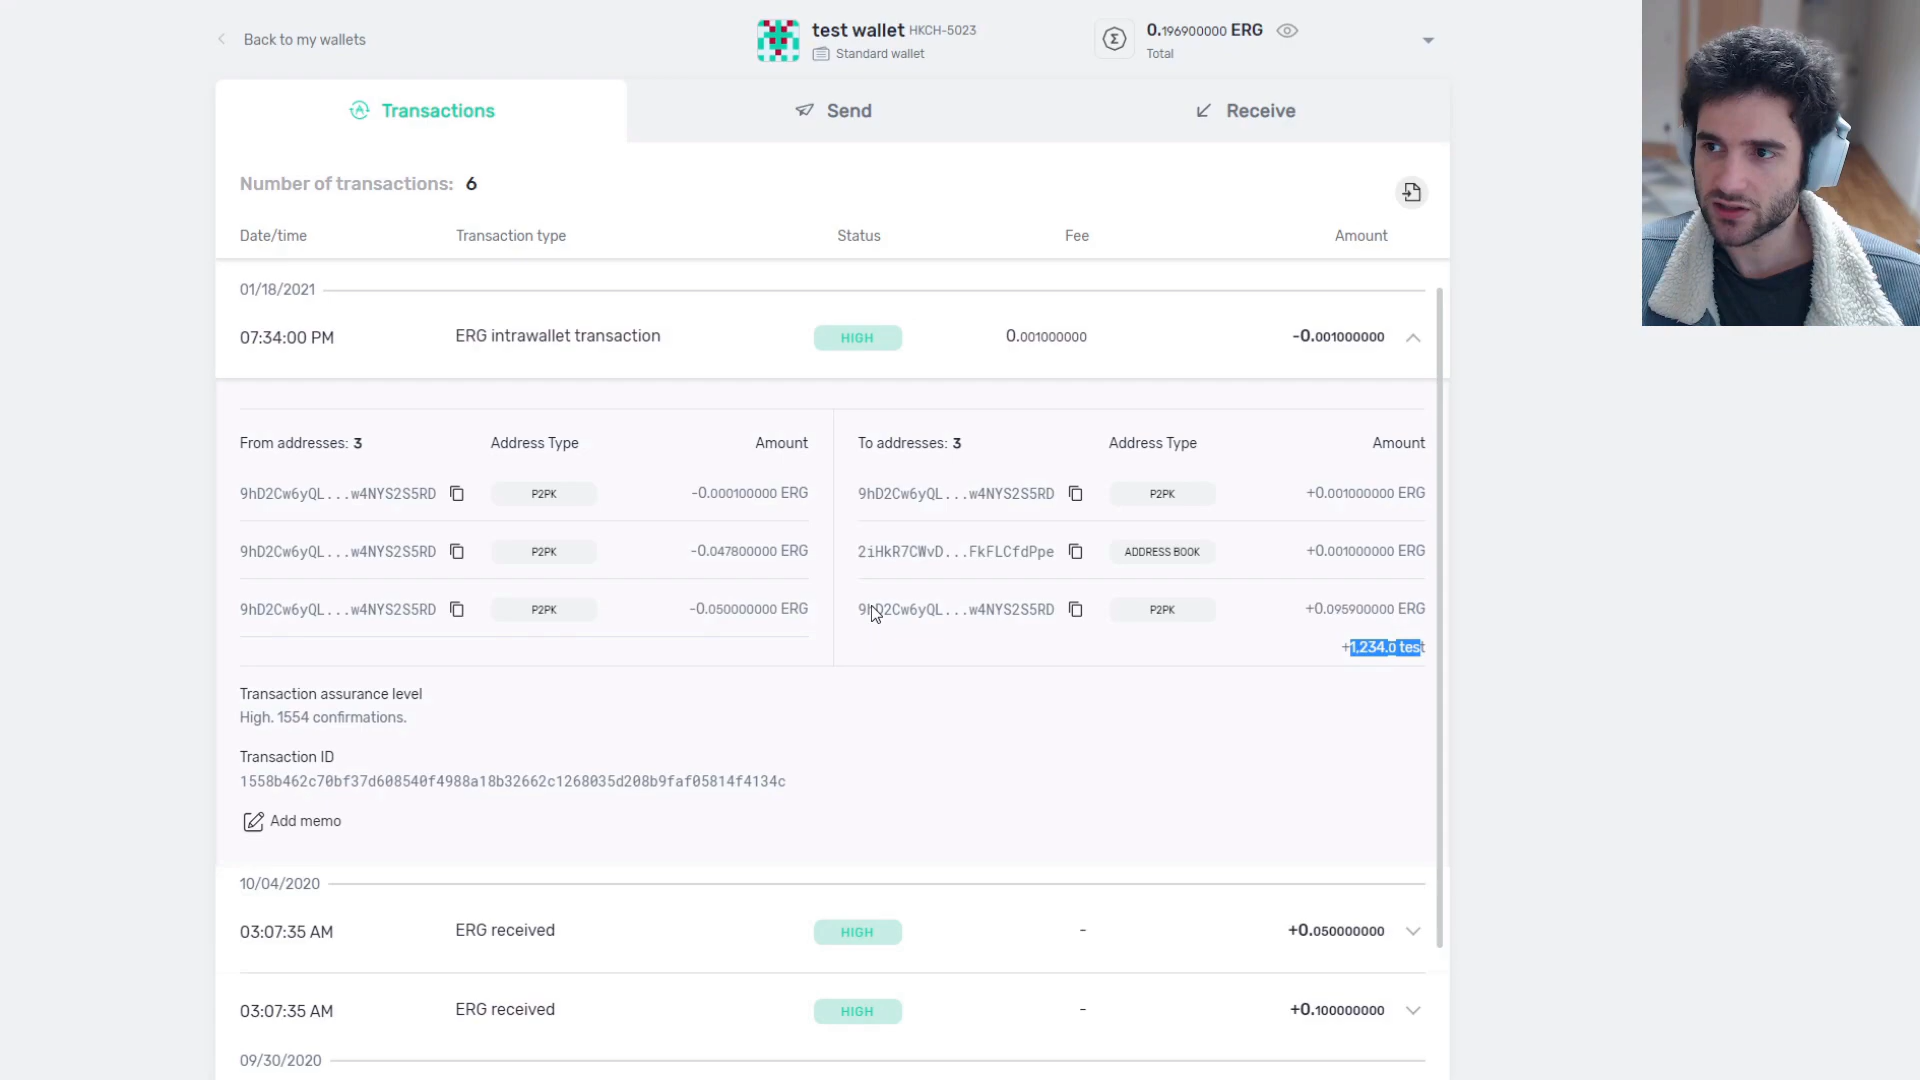 Back to my wallets
test wallet HKCH-5023
Standard wallet
0.196900000 ERG
Total
Transactions
Send
Receive
Number of transactions: 6
Date/time Transaction type Status Fee Amount
01/18/2021
07:34:00 PM ERG intrawallet transaction HIGH 0.001000000 -0.001000000
From addresses: 3 Address Type Amount
9hD2Cw6yQL...w4NYS2S5RD P2PK -0.000100000 ERG
9hD2Cw6yQL...w4NYS2S5RD P2PK -0.047800000 ERG
9hD2Cw6yQL...w4NYS2S5RD P2PK -0.050000000 ERG
To addresses: 3 Address Type Amount
9hD2Cw6yQL...w4NYS2S5RD P2PK +0.001000000 ERG
2iHkR7CWvD...FkFLCfdPpe ADDRESS BOOK +0.001000000 ERG
9hD2Cw6yQL...w4NYS2S5RD P2PK +0.095900000 ERG
+1,234.0 test
Transaction assurance level
High. 1554 confirmations.
Transaction ID
1558b462c70bf37d608540f4988a18b32662c1268035d208b9faf05814f4134c
Add memo
10/04/2020
03:07:35 AM ERG received HIGH - +0.050000000
03:07:35 AM ERG received HIGH - +0.100000000
09/30/2020